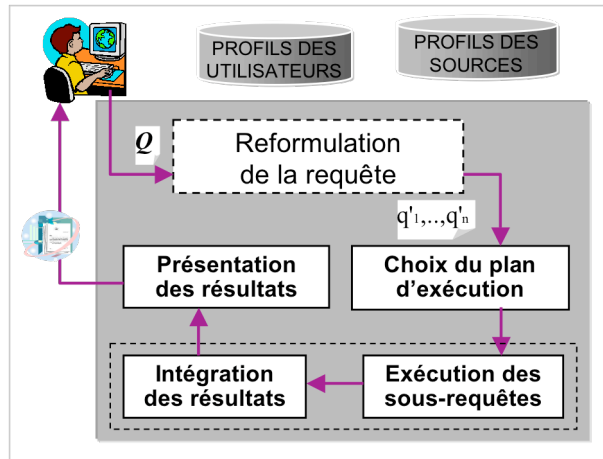 PROFILS DES
UTILISATEURS
PROFILS DES
SOURCES
Q
Reformulation
de la requête
q'1,..,q'n
Présentation
des résultats
Choix du plan
d'exécution
Intégration
des résultats
Exécution des
sous-requêtes